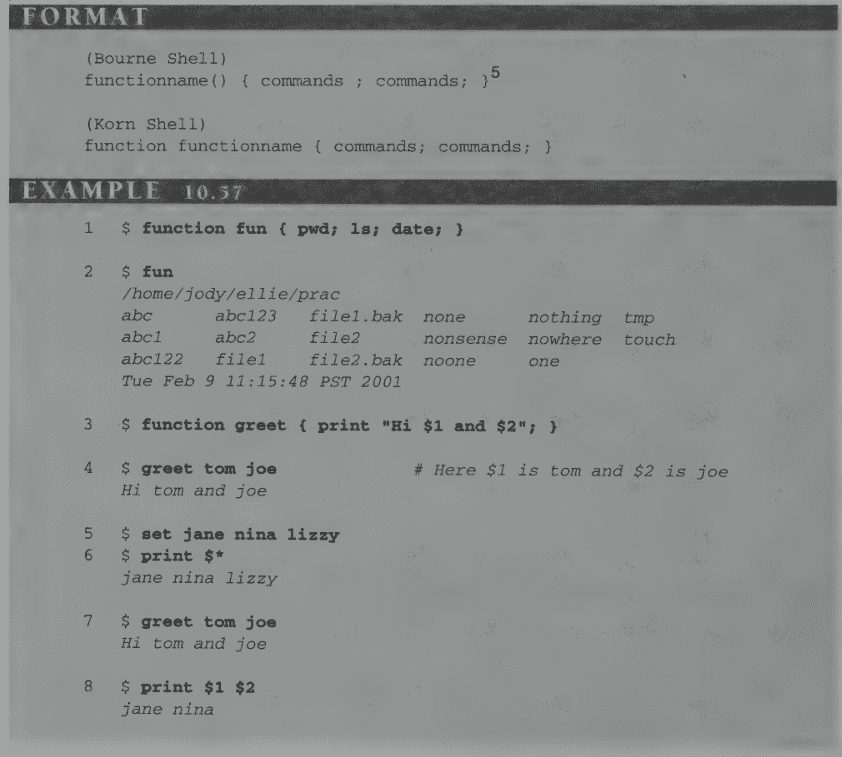 FORMAT
(Bourne Shell)
functionname() { commands ; commands; }5
(Korn Shell)
function functionname { commands; commands; }
EXAMPLE 10.57
1 $ function fun { pwd; ls; date; }
2 $ fun
/home/jody/ellie/prac
abc abc123 file1.bak none nothing tmp
abc1 abc2 file2 nonsense nowhere touch
abc122 file1 file2.bak noone one
Tue Feb 9 11:15:48 PST 2001
3 $ function greet { print "Hi $1 and $2"; }
4 $ greet tom joe # Here $1 is tom and $2 is joe
Hi tom and joe
5 $ set jane nina lizzy
6 $ print $*
jane nina lizzy
7 $ greet tom joe
Hi tom and joe
8 $ print $1 $2
jane nina